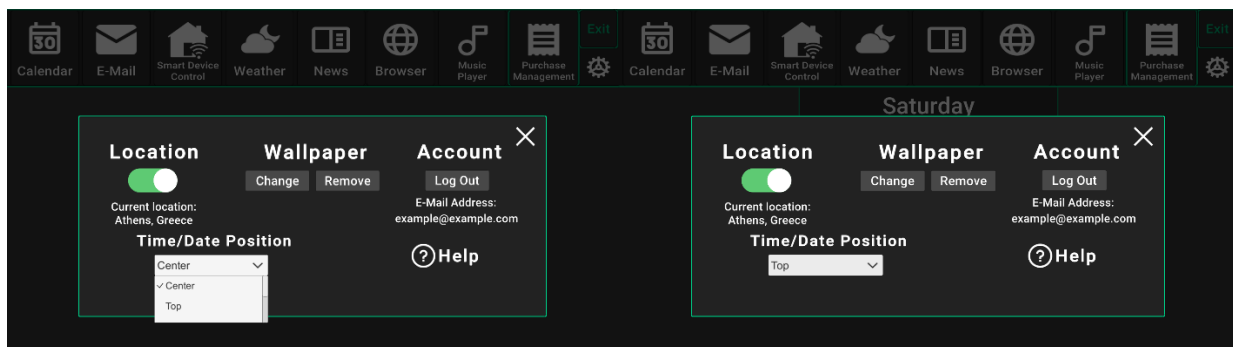 30
Calendar
E-Mail
Smart Device
Control
Weather
News
Browser
Music
Player
Purchase
Management
Exit
30
Calendar
E-Mail
Smart Device
Control
Weather
News
Browser
Music
Player
Purchase
Management
Exit
Location
Wallpaper
Account
Change
Remove
Log Out
Current location:
Athens, Greece
E-Mail Address:
example@example.com
Time/Date Position
Center
Center
Top
? Help
Saturday
Location
Wallpaper
Account
Change
Remove
Log Out
Current location:
Athens, Greece
E-Mail Address:
example@example.com
Time/Date Position
Top
? Help